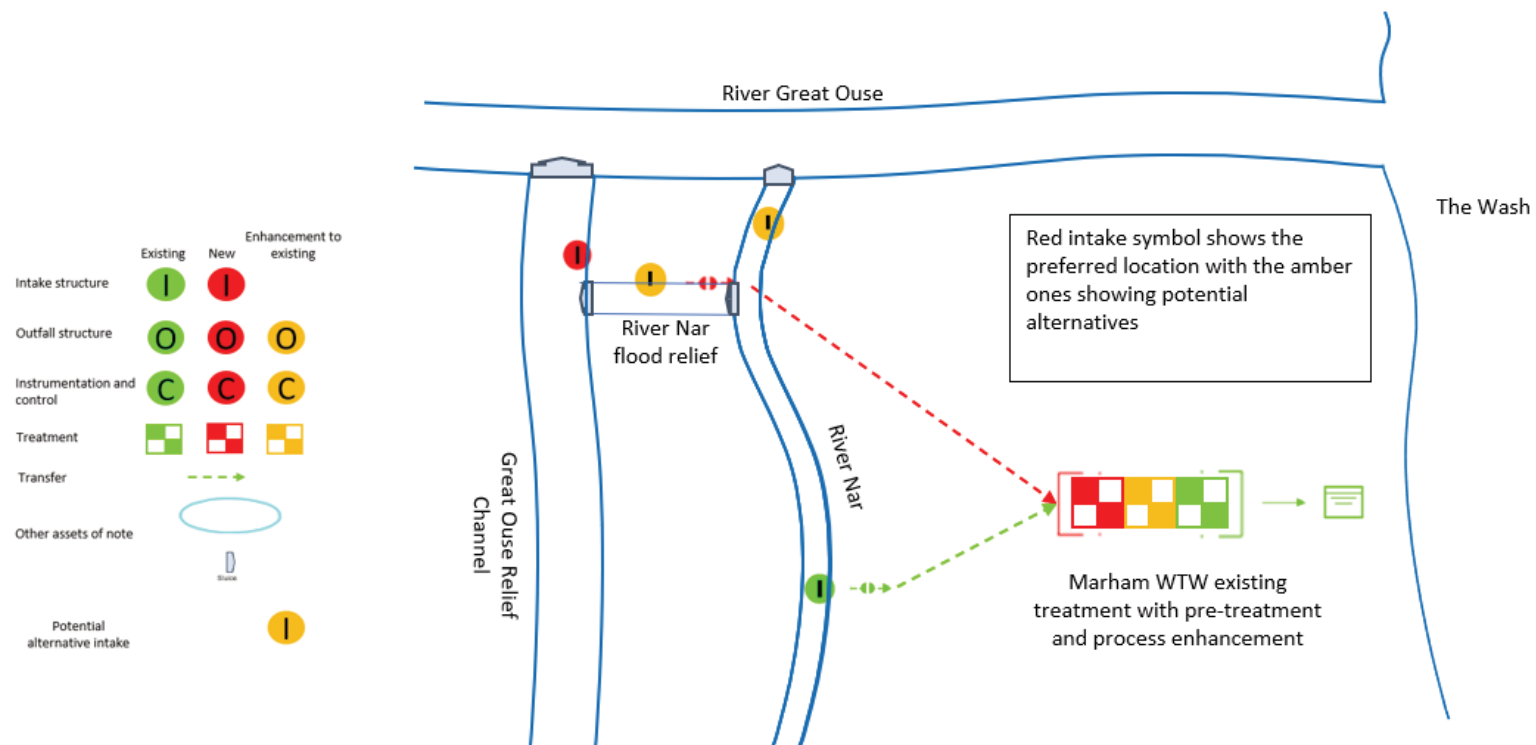 River Great Ouse
The Wash
Red intake symbol shows the
preferred location with the amber
ones showing potential
alternatives
Existing
New
Enhancement to
existing
Intake structure
I
I
Outfall structure
O
O
O
Instrumentation and
control
C
C
C
Treatment
Transfer
Other assets of note
Sluice
Potential
alternative intake
I
I
I
I
River Nar
flood relief
Great Ouse Relief
Channel
River Nar
I
Marham WTW existing
treatment with pre-treatment
and process enhancement